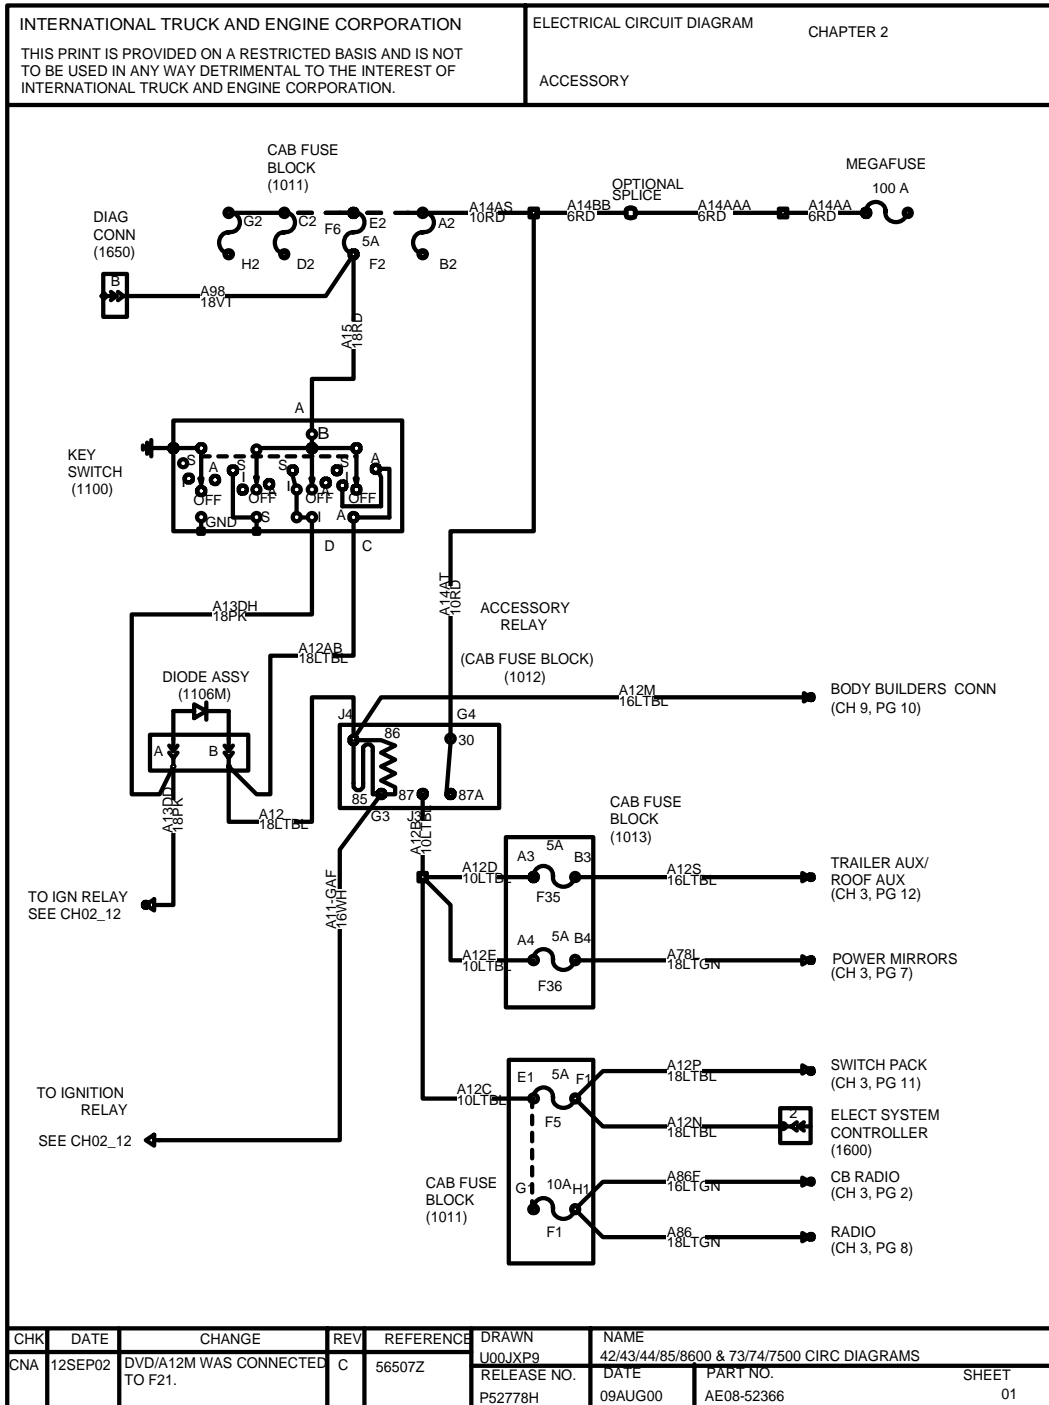 INTERNATIONAL TRUCK AND ENGINE CORPORATION
THIS PRINT IS PROVIDED ON A RESTRICTED BASIS AND IS NOT
TO BE USED IN ANY WAY DETRIMENTAL TO THE INTEREST OF
INTERNATIONAL TRUCK AND ENGINE CORPORATION.
ELECTRICAL CIRCUIT DIAGRAM
CHAPTER 2
ACCESSORY
CAB FUSE
BLOCK
(1011)
MEGAFUSE
100 A
OPTIONAL
SPLICE
A14AS
10RD
A14BB
6RD
A14AAA
6RD
A14AA
6RD
G2
C2
F6
E2
A2
5A
H2
D2
F2
B2
DIAG
CONN
(1650)
B
A98
18VT
A15
18RD
A
B
KEY
SWITCH
(1100)
S
I
A
OFF
GND
S
I
A
OFF
S
S
I
A
OFF
I
S
I
A
OFF
A
D
C
A13DH
18PK
A12AB
18LTBL
A14AT
10RD
ACCESSORY
RELAY
(CAB FUSE BLOCK)
(1012)
DIODE ASSY
(1106M)
A
B
A12M
16LTBL
BODY BUILDERS CONN
(CH 9, PG 10)
J4
G4
86
30
85
87
87A
G3
J3
A13DD
18PK
A12
18LTBL
A12B
10LTBL
A11-GAF
16WH
CAB FUSE
BLOCK
(1013)
A12D
10LTBL
A3
5A
B3
F35
A12S
16LTBL
TRAILER AUX/
ROOF AUX
(CH 3, PG 12)
TO IGN RELAY
SEE CH02_12
A12E
10LTBL
A4
5A
B4
F36
A78L
18LTGN
POWER MIRRORS
(CH 3, PG 7)
TO IGNITION
RELAY
SEE CH02_12
A12C
10LTBL
E1
5A
F1
F5
A12P
18LTBL
SWITCH PACK
(CH 3, PG 11)
A12N
18LTBL
2
ELECT SYSTEM
CONTROLLER
(1600)
CAB FUSE
BLOCK
(1011)
G1
10A
H1
F1
A86F
16LTGN
CB RADIO
(CH 3, PG 2)
A86
18LTGN
RADIO
(CH 3, PG 8)
CHK
DATE
CHANGE
REV
REFERENCE
CNA
12SEP02
DVD/A12M WAS CONNECTED
TO F21.
C
56507Z
DRAWN
U00JXP9
RELEASE NO.
P52778H
NAME
42/43/44/85/8600 & 73/74/7500 CIRC DIAGRAMS
DATE
09AUG00
PART NO.
AE08-52366
SHEET
01